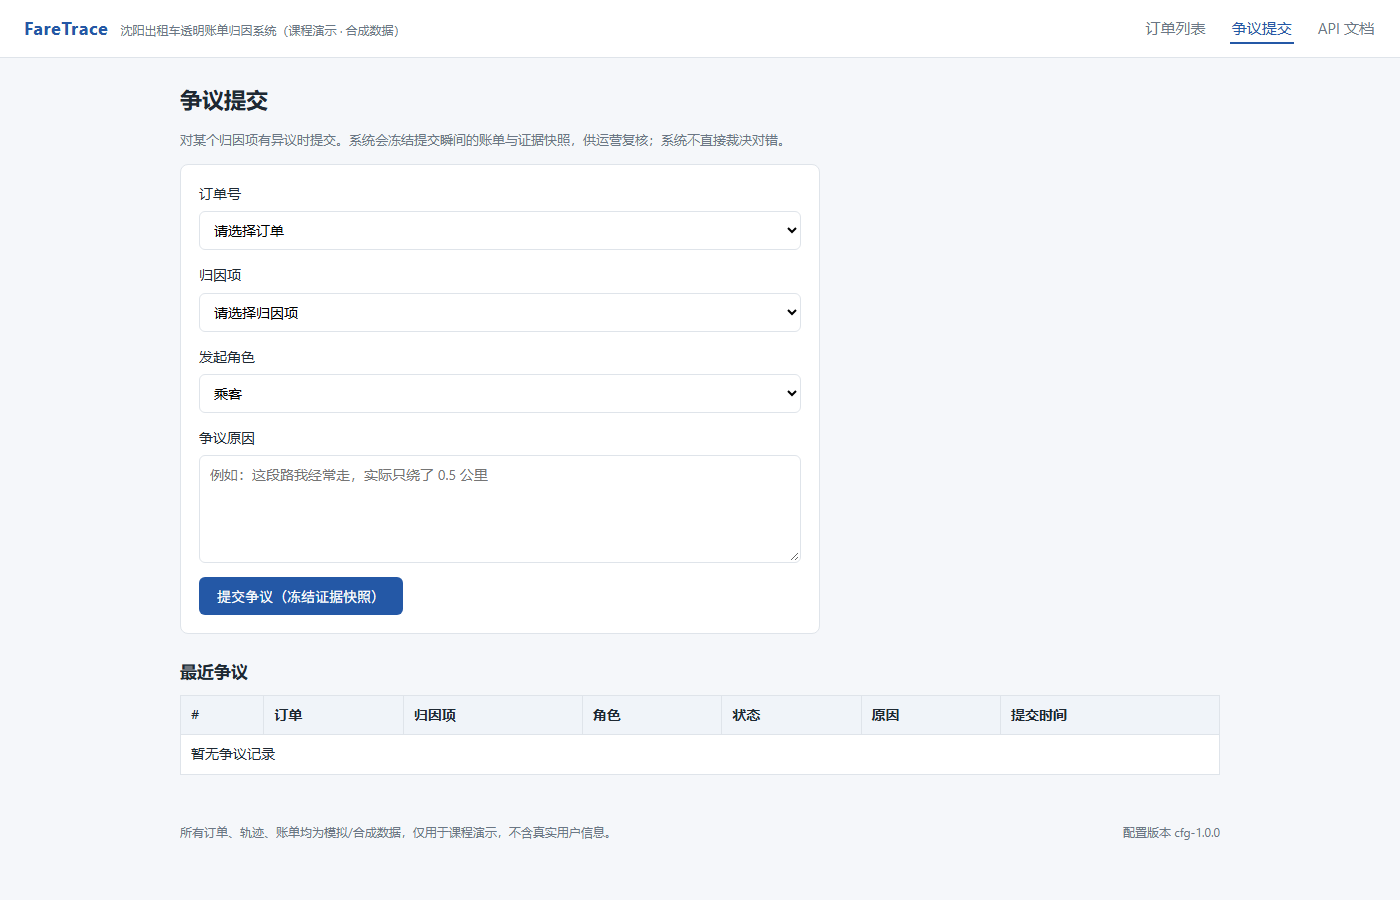 FareTrace 沈阳出租车透明账单归因系统（课程演示 · 合成数据） 订单列表 争议提交 API 文档
争议提交
对某个归因项有异议时提交。系统会冻结提交瞬间的账单与证据快照，供运营复核；系统不直接裁决对错。
订单号
请选择订单
归因项
请选择归因项
发起角色
乘客
争议原因
例如：这段路我经常走，实际只绕了 0.5 公里
提交争议（冻结证据快照）
最近争议
# 订单 归因项 角色 状态 原因 提交时间
暂无争议记录
所有订单、轨迹、账单均为模拟/合成数据，仅用于课程演示，不含真实用户信息。 配置版本 cfg-1.0.0